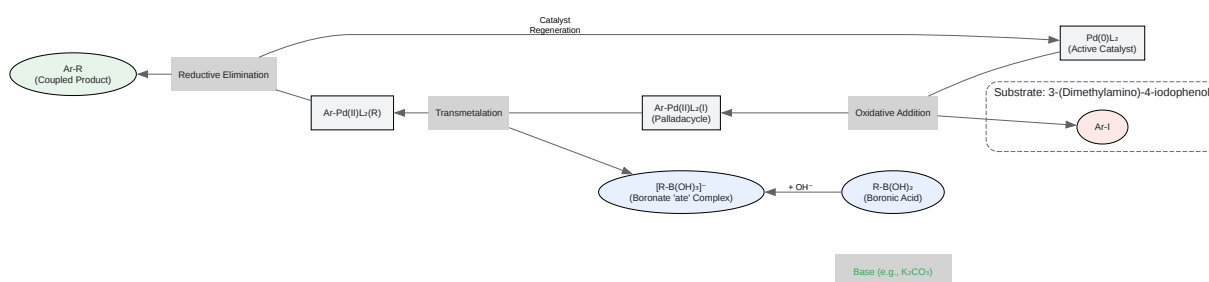 Catalyst
Regeneration
Pd(0)L₂
(Active Catalyst)
Ar-R
(Coupled Product)
Reductive Elimination
Substrate: 3-(Dimethylamino)-4-iodophenol
Ar-Pd(II)L₂(R)
Transmetalation
Ar-Pd(II)L₂(I)
(Palladacycle)
Oxidative Addition
Ar-I
[R-B(OH)₃]⁻
(Boronate 'ate' Complex)
+ OH⁻
R-B(OH)₂
(Boronic Acid)
Base (e.g., K₂CO₃)